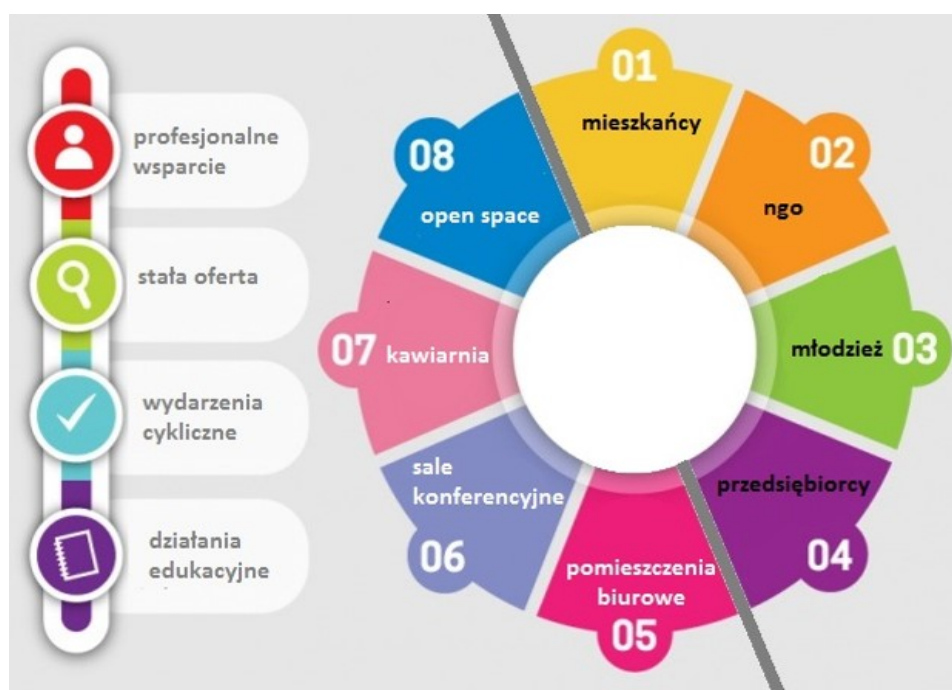 profesjonalne
wsparcie
stała oferta
wydarzenia
cykliczne
działania
edukacyjne
01
mieszkańcy
02
ngo
młodzież 03
przedsiębiorcy
04
pomieszczenia
biurowe
05
sale
konferencyjne
06
07 kawiarnia
08
open space